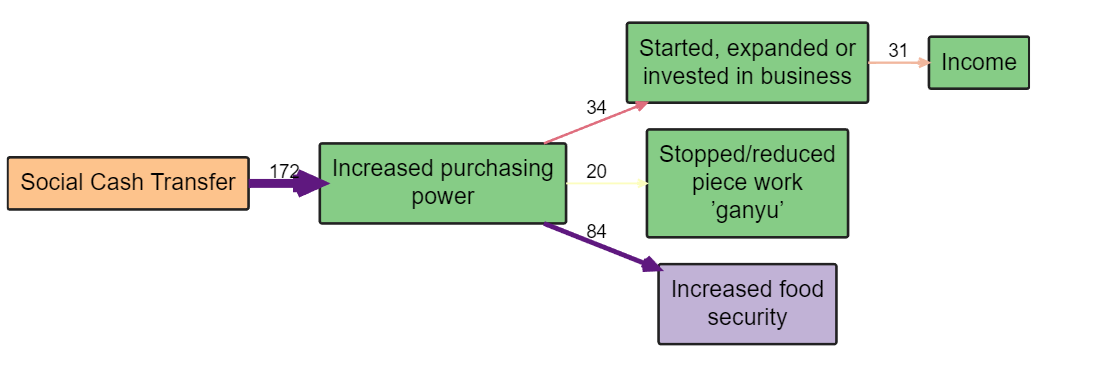 Social Cash Transfer
172
Increased purchasing
power
34
Started, expanded or
invested in business
31
Income
20
Stopped/reduced
piece work
’ganyu’
84
Increased food
security